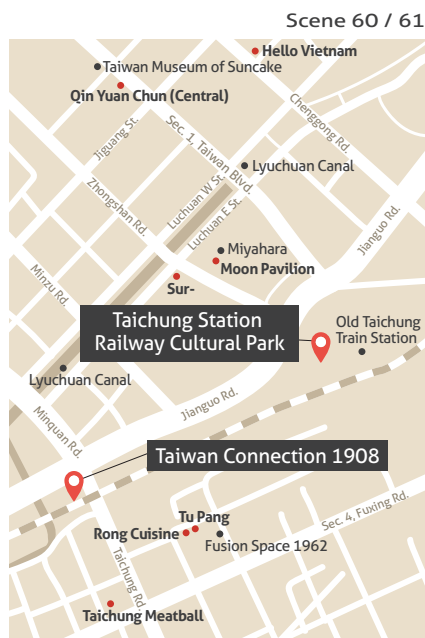 Scene 60 / 61
Hello Vietnam
Taiwan Museum of Suncake
Qin Yuan Chun (Central)
Chenggong Rd.
Jiguang St.
Sec. 1, Taiwan Blvd.
Lyuchuan Canal
Zhongshan Rd.
Luchuan W St.
Luchuan E St.
Jianguo Rd.
Miyahara
Moon Pavilion
Minzu Rd.
Sur-
Taichung Station
Railway Cultural Park
Old Taichung
Train Station
Lyuchuan Canal
Jianguo Rd.
Minquan Rd.
Taiwan Connection 1908
Sec. 4, Fuxing Rd.
Tu Pang
Rong Cuisine
Fusion Space 1962
Taichung Rd.
Taichung Meatball